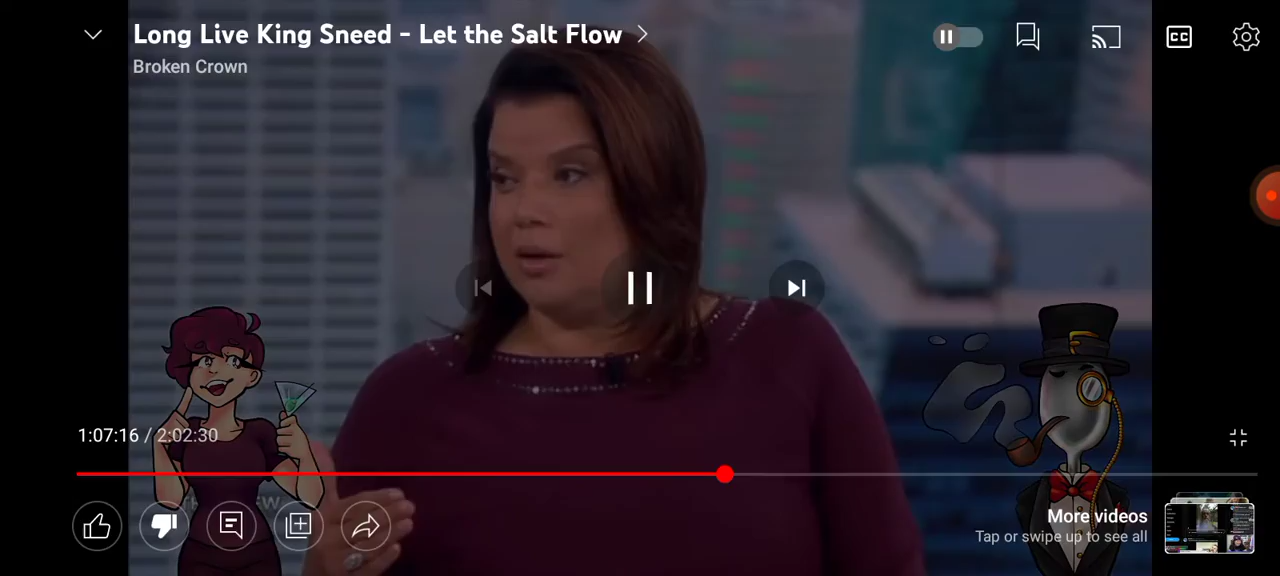 Long Live King Sneed - Let the Salt Flow
Broken Crown
CC
1:07:16 / 2:02:30
More videos
Tap or swipe up to see all